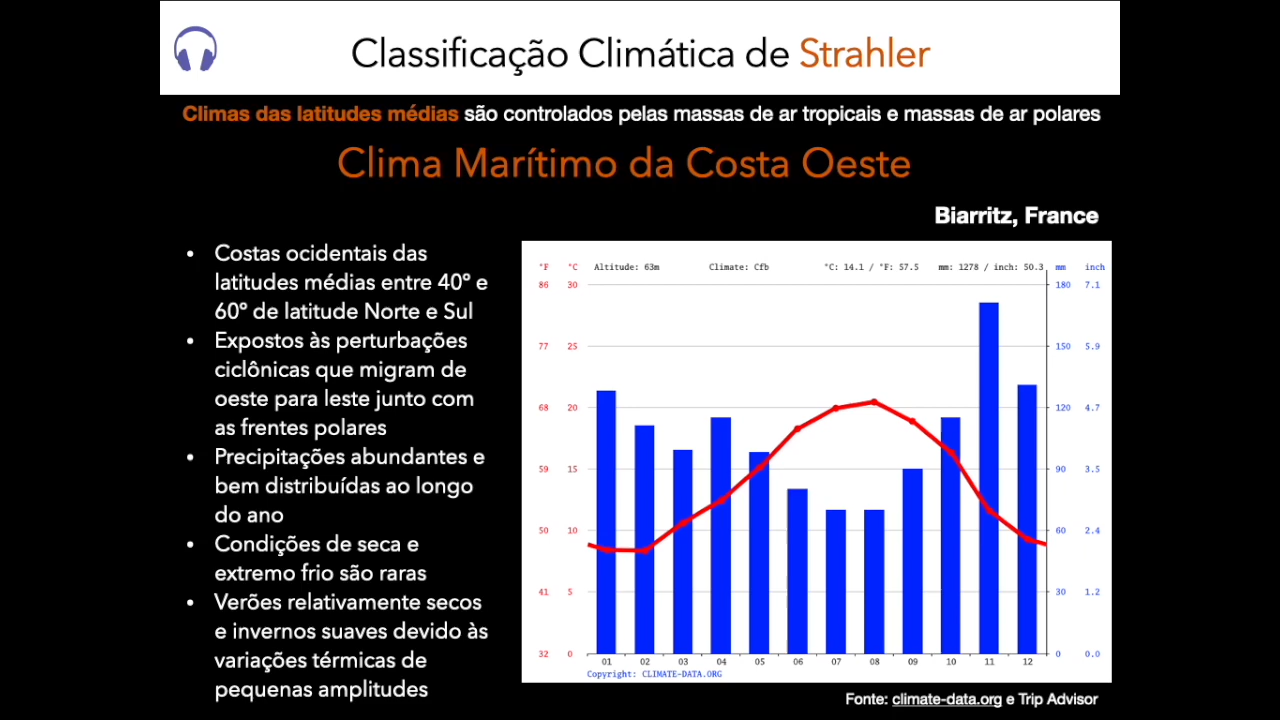 Classificação Climática de Strahler
Climas das latitudes médias são controlados pelas massas de ar tropicais e massas de ar polares
Clima Marítimo da Costa Oeste
Biarritz, France
• Costas ocidentais das
latitudes médias entre 40º e
60º de latitude Norte e Sul
• Expostos às perturbações
ciclônicas que migram de
oeste para leste junto com
as frentes polares
• Precipitações abundantes e
bem distribuídas ao longo
do ano
• Condições de seca e
extremo frio são raras
• Verões relativamente secos
e invernos suaves devido às
variações térmicas de
pequenas amplitudes
°F °C Altitude: 63m Climate: Cfb °C: 14.1 / °F: 57.5 mm: 1278 / inch: 50.3 mm inch
86 30 180 7.1
77 25 150 5.9
68 20 120 4.7
59 15 90 3.5
50 10 60 2.4
41 5 30 1.2
32 0 0 0.0
01 02 03 04 05 06 07 08 09 10 11 12
Copyright: CLIMATE-DATA.ORG
Fonte: climate-data.org e Trip Advisor